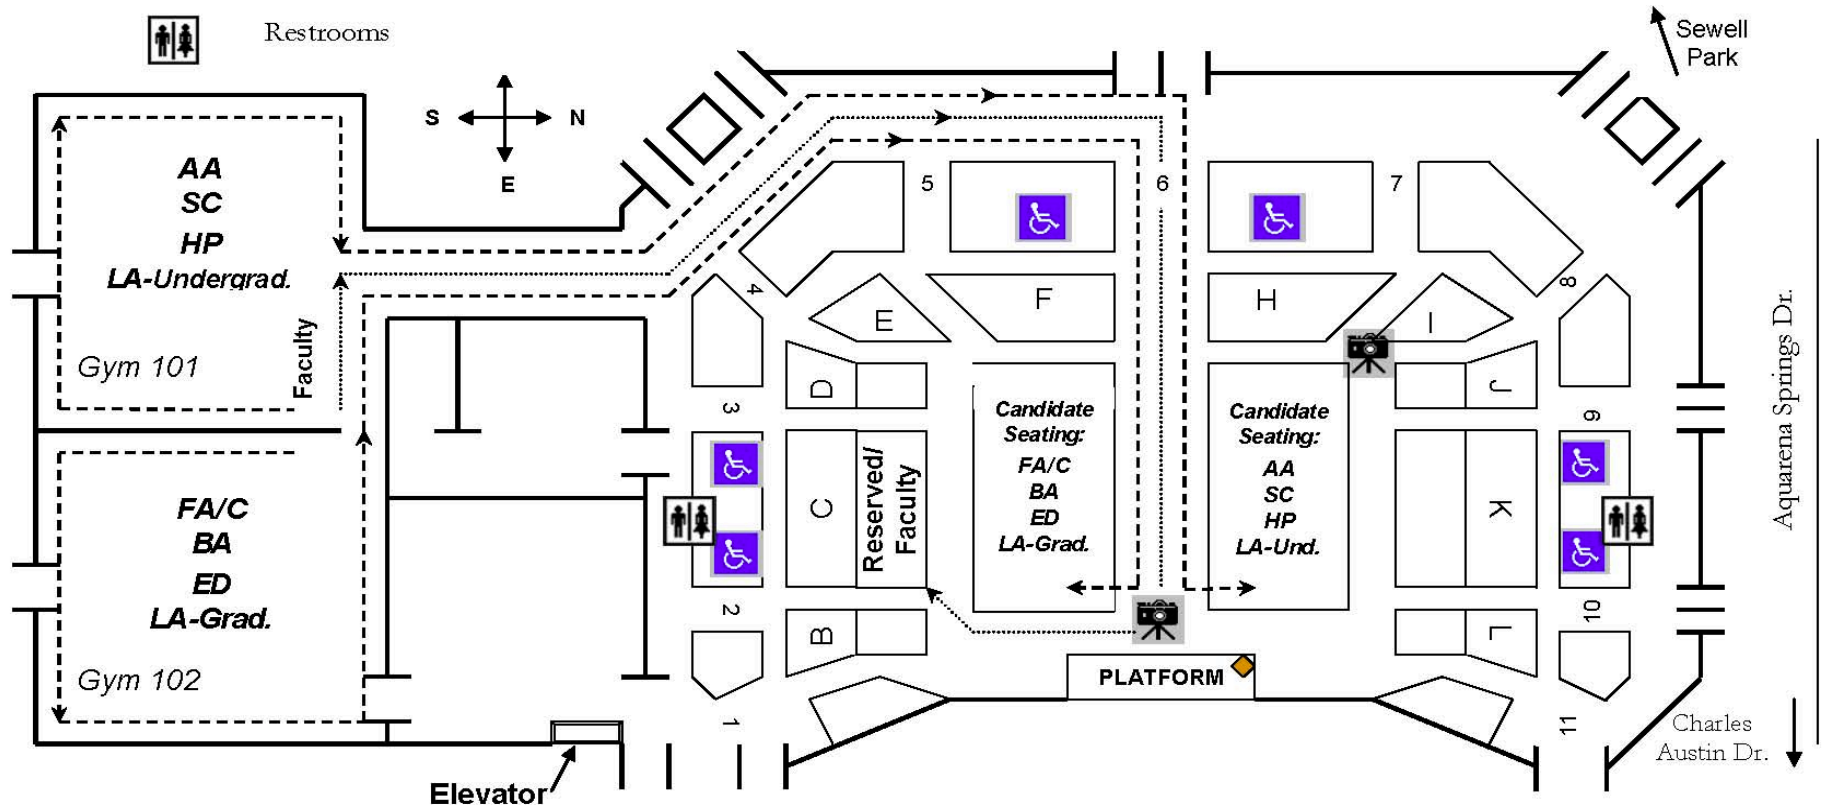 Restrooms
Sewell
Park
S
N
E
AA
SC
HP
LA-Undergrad.
Gym 101
Faculty
FA/C
BA
ED
LA-Grad.
Gym 102
Elevator
5
6
7
4
8
E
F
H
I
D
J
3
9
C
Reserved/
Faculty
Candidate
Seating:
FA/C
BA
ED
LA-Grad.
Candidate
Seating:
AA
SC
HP
LA-Und.
K
2
10
B
L
PLATFORM
1
11
Aquarena Springs Dr.
Charles
Austin Dr.